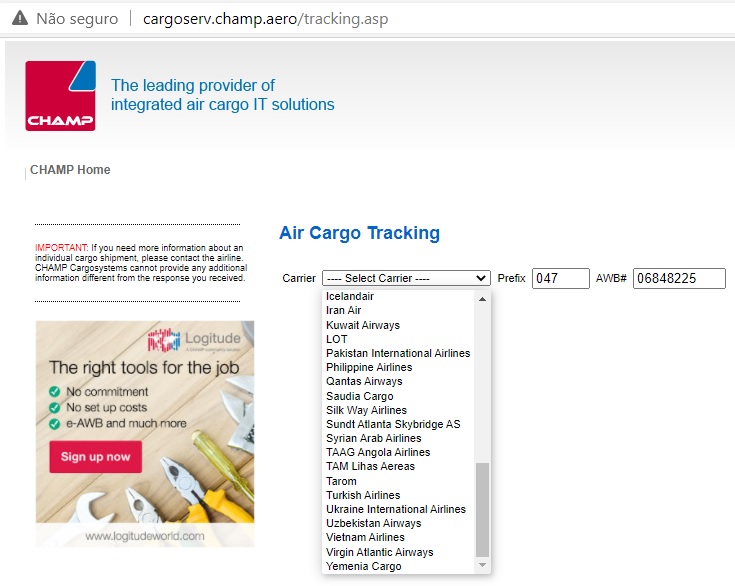 Não seguro
cargoserv.champ.aero/tracking.asp
CHAMP
The leading provider of
integrated air cargo IT solutions
CHAMP Home
IMPORTANT: If you need more information about an
individual cargo shipment, please contact the airline.
CHAMP Cargosystems cannot provide any additional
information different from the response you received.
Logitude
The right tools for the job
No commitment
No set up costs
e-AWB and much more
Sign up now
www.logitudeworld.com
Air Cargo Tracking
Carrier ---- Select Carrier ---- Prefix 047 AWB# 06848225
Icelandair
Iran Air
Kuwait Airways
LOT
Pakistan International Airlines
Philippine Airlines
Qantas Airways
Saudia Cargo
Silk Way Airlines
Sundt Atlanta Skybridge AS
Syrian Arab Airlines
TAAG Angola Airlines
TAM Lihas Aereas
Tarom
Turkish Airlines
Ukraine International Airlines
Uzbekistan Airways
Vietnam Airlines
Virgin Atlantic Airways
Yemenia Cargo